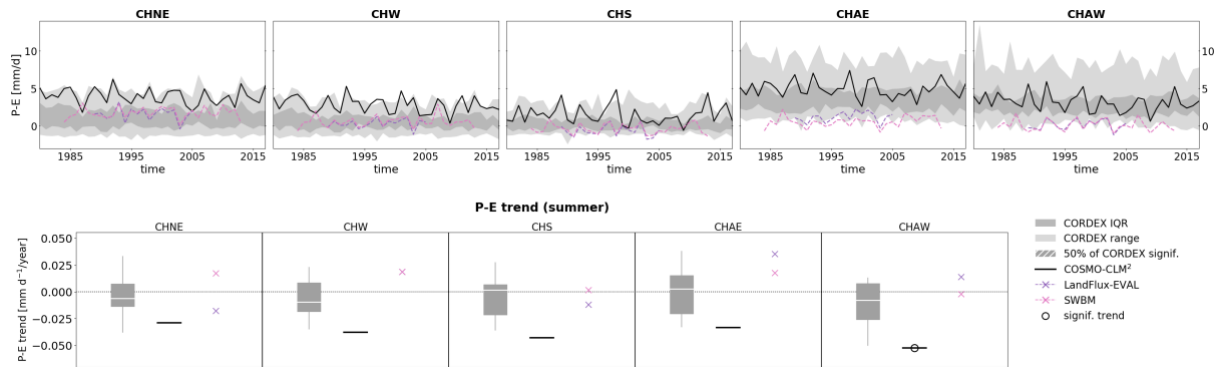 CHNE CHW CHS CHAE CHAW
P-E [mm/d]
10
5
0
10
5
0
1985 1995 2005 2015 1985 1995 2005 2015 1985 1995 2005 2015 1985 1995 2005 2015 1985 1995 2005 2015
time time time time time
P-E trend (summer)
CHNE CHW CHS CHAE CHAW
P-E trend [mm d⁻¹/year]
0.050
0.025
0.000
−0.025
−0.050
CORDEX IQR
CORDEX range
50% of CORDEX signif.
COSMO-CLM²
LandFlux-EVAL
SWBM
signif. trend